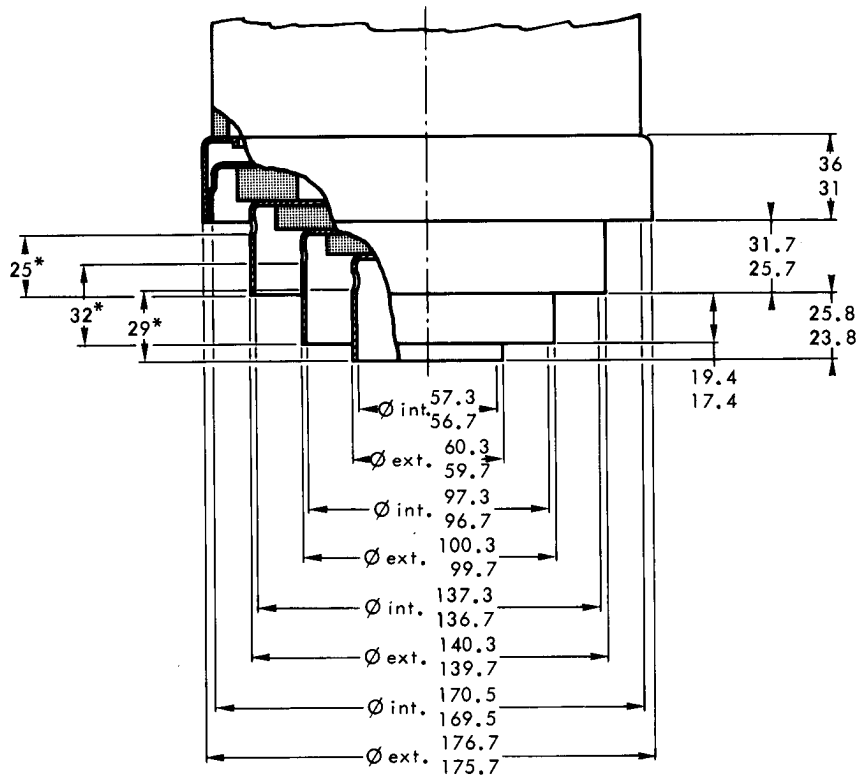 36
31
31.7
25.7
25*
32*
29*
25.8
23.8
19.4
17.4
Ø int. 57.3
56.7
Ø ext. 60.3
59.7
Ø int. 97.3
96.7
Ø ext. 100.3
99.7
Ø int. 137.3
136.7
Ø ext. 140.3
139.7
Ø int. 170.5
169.5
Ø ext. 176.7
175.7